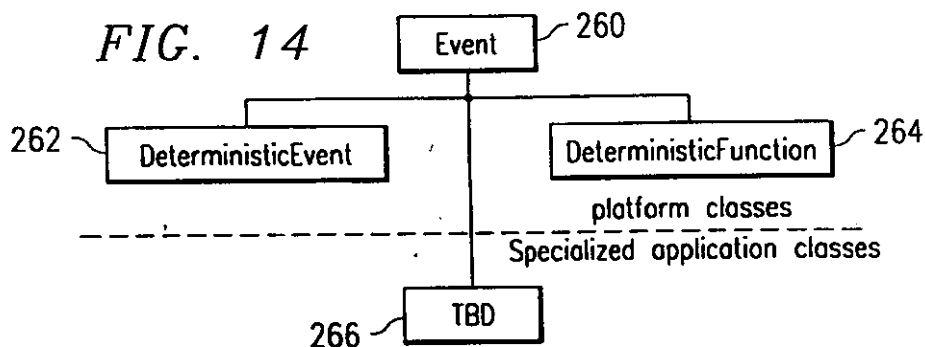 FIG. 14
Event
260
262
DeterministicEvent
DeterministicFunction
264
platform classes
Specialized application classes
TBD
266